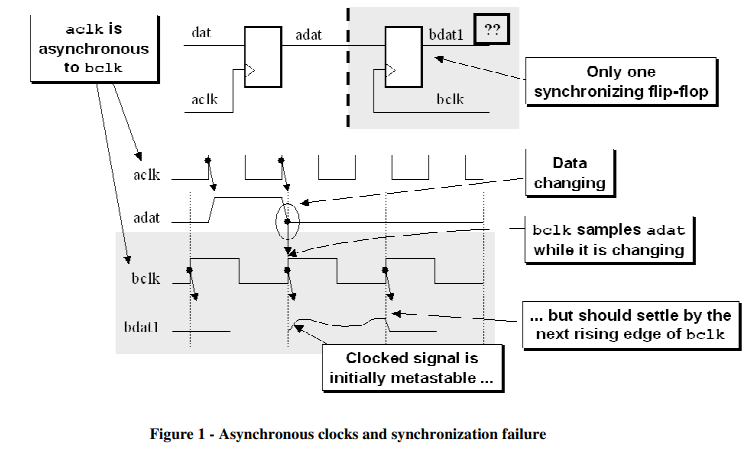 aclk is
asynchronous
to bclk
dat
adat
bdat1
??
aclk
bclk
Only one
synchronizing flip-flop
aclk
Data
changing
adat
bclk samples adat
while it is changing
bclk
bdat1
... but should settle by the
next rising edge of bclk
Clocked signal is
initially metastable ...
Figure 1 - Asynchronous clocks and synchronization failure